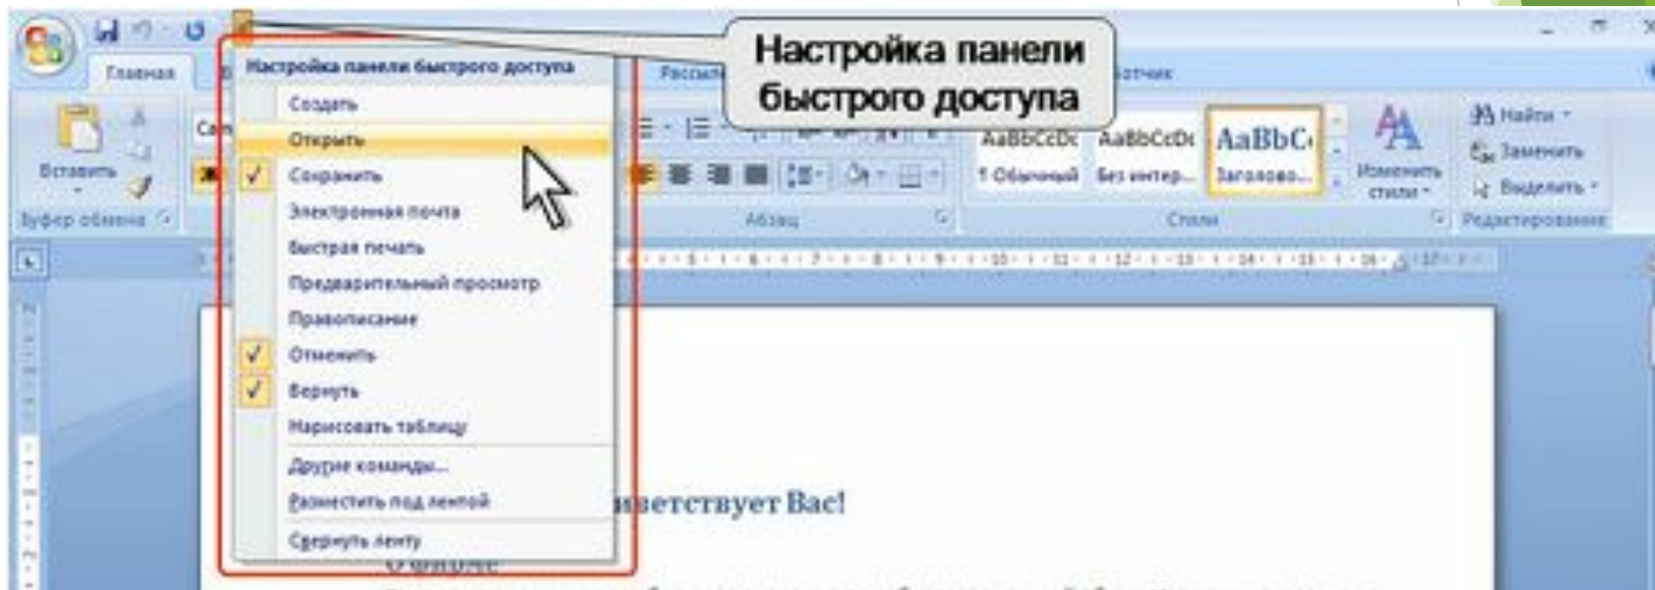 Настройка панели
быстрого доступа
Главная
Рассыл
Настройка панели быстрого доступа
Создать
Открыть
Сохранить
Электронная почта
Быстрая печать
Предварительный просмотр
Правописание
Отменить
Вернуть
Нарисовать таблицу
Другие команды...
Разместить под лентой
Свернуть ленту
Вставить
Буфер обмена
Абзац
AaBbCcDc AaBbCcDc AaBbC
¶ Обычный Без интер... Заголово...
Изменить
стили
Стили
Найти
Заменить
Выделить
Редактирование
ветствует Вас!